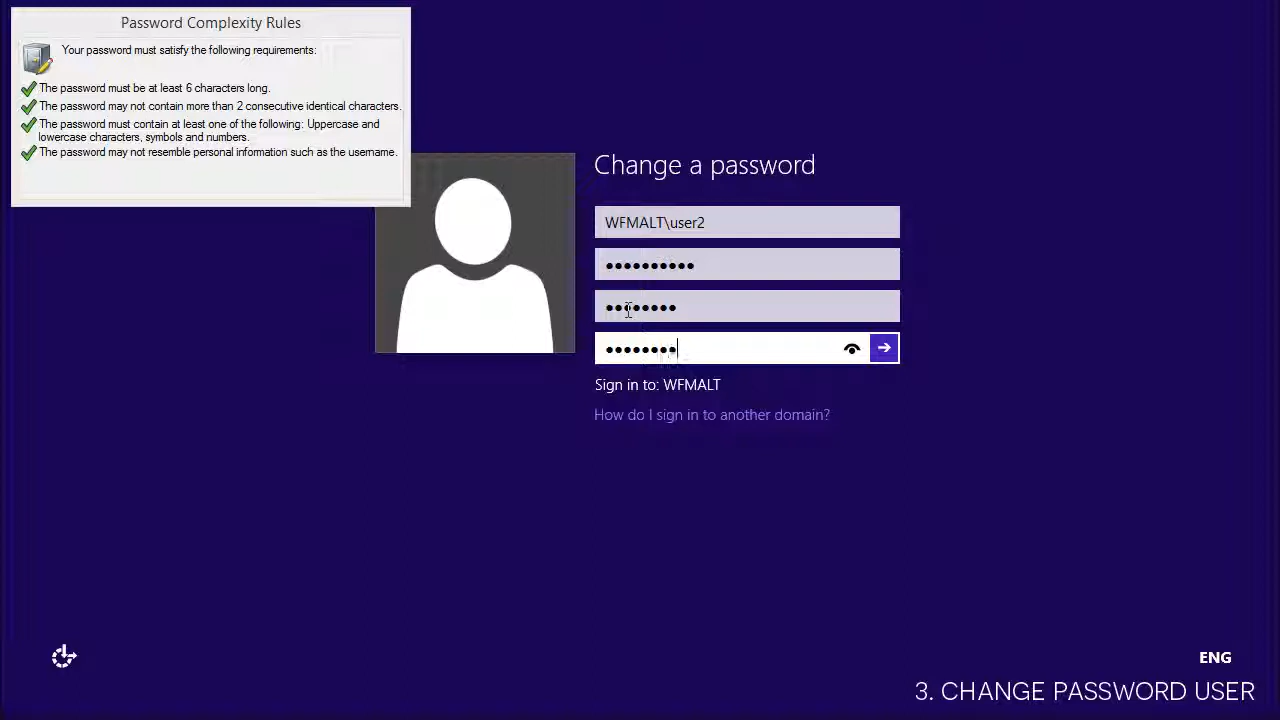 Password Complexity Rules
Your password must satisfy the following requirements:
The password must be at least 6 characters long.
The password may not contain more than 2 consecutive identical characters.
The password must contain at least one of the following: Uppercase and
lowercase characters, symbols and numbers.
The password may not resemble personal information such as the username.
Change a password
WFMALT\user2
●●●●●●●●●●
●●●●●●●●
●●●●●●●●
Sign in to: WFMALT
How do I sign in to another domain?
ENG
3. CHANGE PASSWORD USER